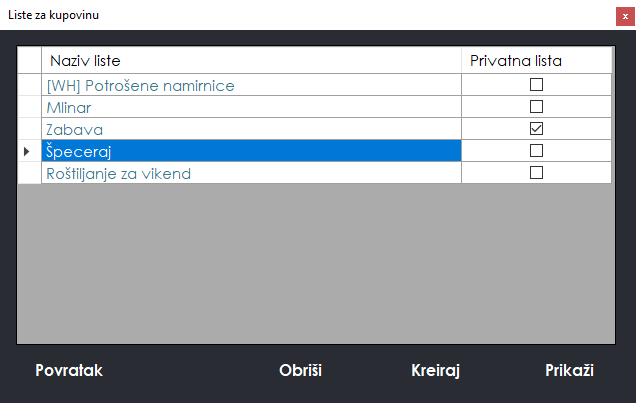 Liste za kupovinu
x
Naziv liste Privatna lista
[WH] Potrošene namirnice
Mlinar
Zabava
Špeceraj
Roštiljanje za vikend
Povratak Obriši Kreiraj Prikaži